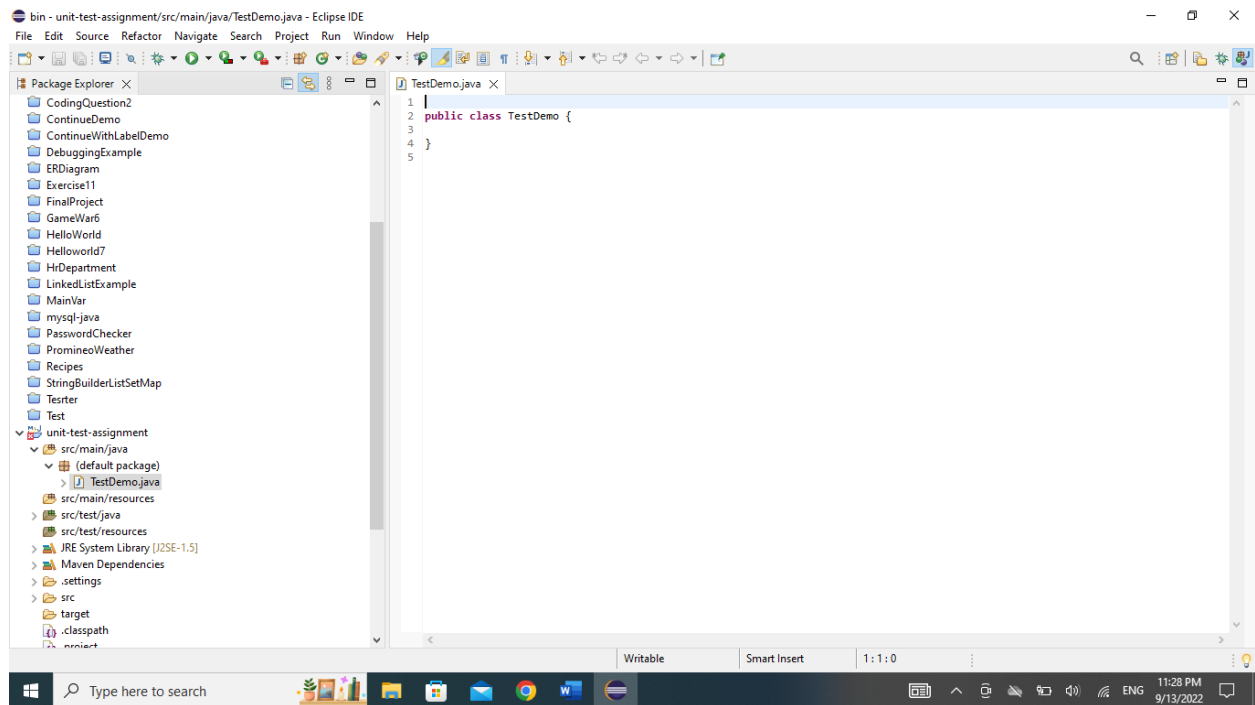 bin - unit-test-assignment/src/main/java/TestDemo.java - Eclipse IDE
File Edit Source Refactor Navigate Search Project Run Window Help
Package Explorer
CodingQuestion2
ContinueDemo
ContinueWithLabelDemo
DebuggingExample
ERDiagram
Exercise11
FinalProject
GameWar6
HelloWorld
Helloworld7
HrDepartment
LinkedListExample
MainVar
mysql-java
PasswordChecker
PromineoWeather
Recipes
StringBuilderListSetMap
Tesrter
Test
unit-test-assignment
src/main/java
(default package)
TestDemo.java
src/main/resources
src/test/java
src/test/resources
JRE System Library [J2SE-1.5]
Maven Dependencies
.settings
src
target
.classpath
.project
TestDemo.java
1
2 public class TestDemo {
3
4 }
5
Writable Smart Insert 1 : 1 : 0
Type here to search
ENG
11:28 PM
9/13/2022